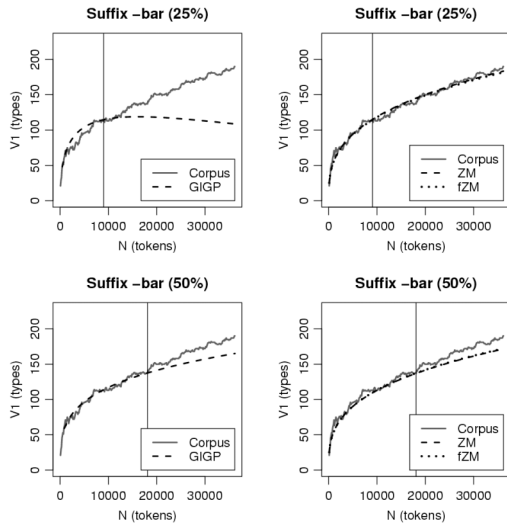 Suffix −bar (25%)
V1 (types)
200
150
100
50
0
Corpus
GIGP
0 10000 20000 30000
N (tokens)
Suffix −bar (25%)
V1 (types)
200
150
100
50
0
Corpus
ZM
fZM
0 10000 20000 30000
N (tokens)
Suffix −bar (50%)
V1 (types)
200
150
100
50
0
Corpus
GIGP
0 10000 20000 30000
N (tokens)
Suffix −bar (50%)
V1 (types)
200
150
100
50
0
Corpus
ZM
fZM
0 10000 20000 30000
N (tokens)